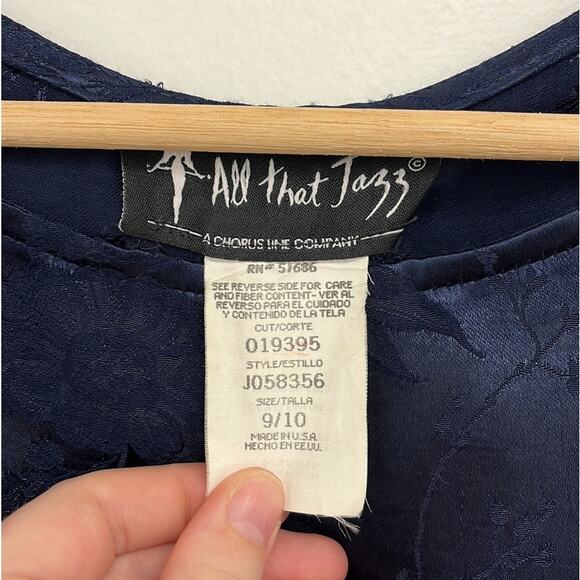 All that Jazz ©
A CHORUS LINE COMPANY
RN# 57686
SEE REVERSE SIDE FOR CARE
AND FIBER CONTENT- VER AL
REVERSO PARA EL CUIDADO
Y CONTENIDO DE LA TELA
CUT/CORTE
019395
STYLE/ESTILLO
J058356
SIZE/TALLA
9/10
MADE IN U.S.A.
HECHO EN EE.UU.